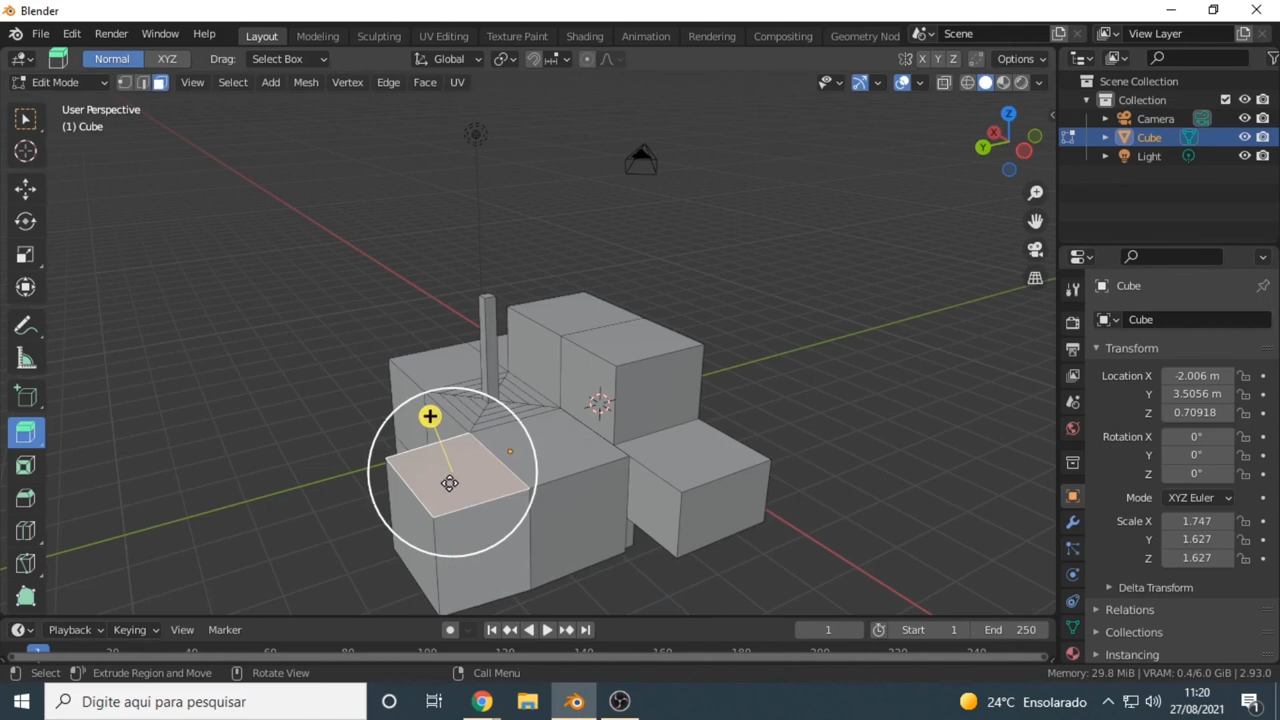 Blender
File Edit Render Window Help Layout Modeling Sculpting UV Editing Texture Paint Shading Animation Rendering Compositing Geometry Nod Scene View Layer
Normal XYZ Drag: Select Box Global X Y Z Options
Edit Mode View Select Add Mesh Vertex Edge Face UV
User Perspective
(1) Cube
Z
X
Y
Scene Collection
Collection
Camera
Cube
Light
Cube
Cube
Transform
Location X -2.006 m
Y 3.5056 m
Z 0.70918
Rotation X 0°
Y 0°
Z 0°
Mode XYZ Euler
Scale X 1.747
Y 1.627
Z 1.627
Delta Transform
Relations
Collections
Instancing
Playback Keying View Marker 1 Start 1 End 250
Select Extrude Region and Move Rotate View Call Menu Memory: 29.8 MiB | VRAM: 0.4/6.0 GiB | 2.93.0
Digite aqui para pesquisar 24°C Ensolarado 11:20
27/08/2021 1